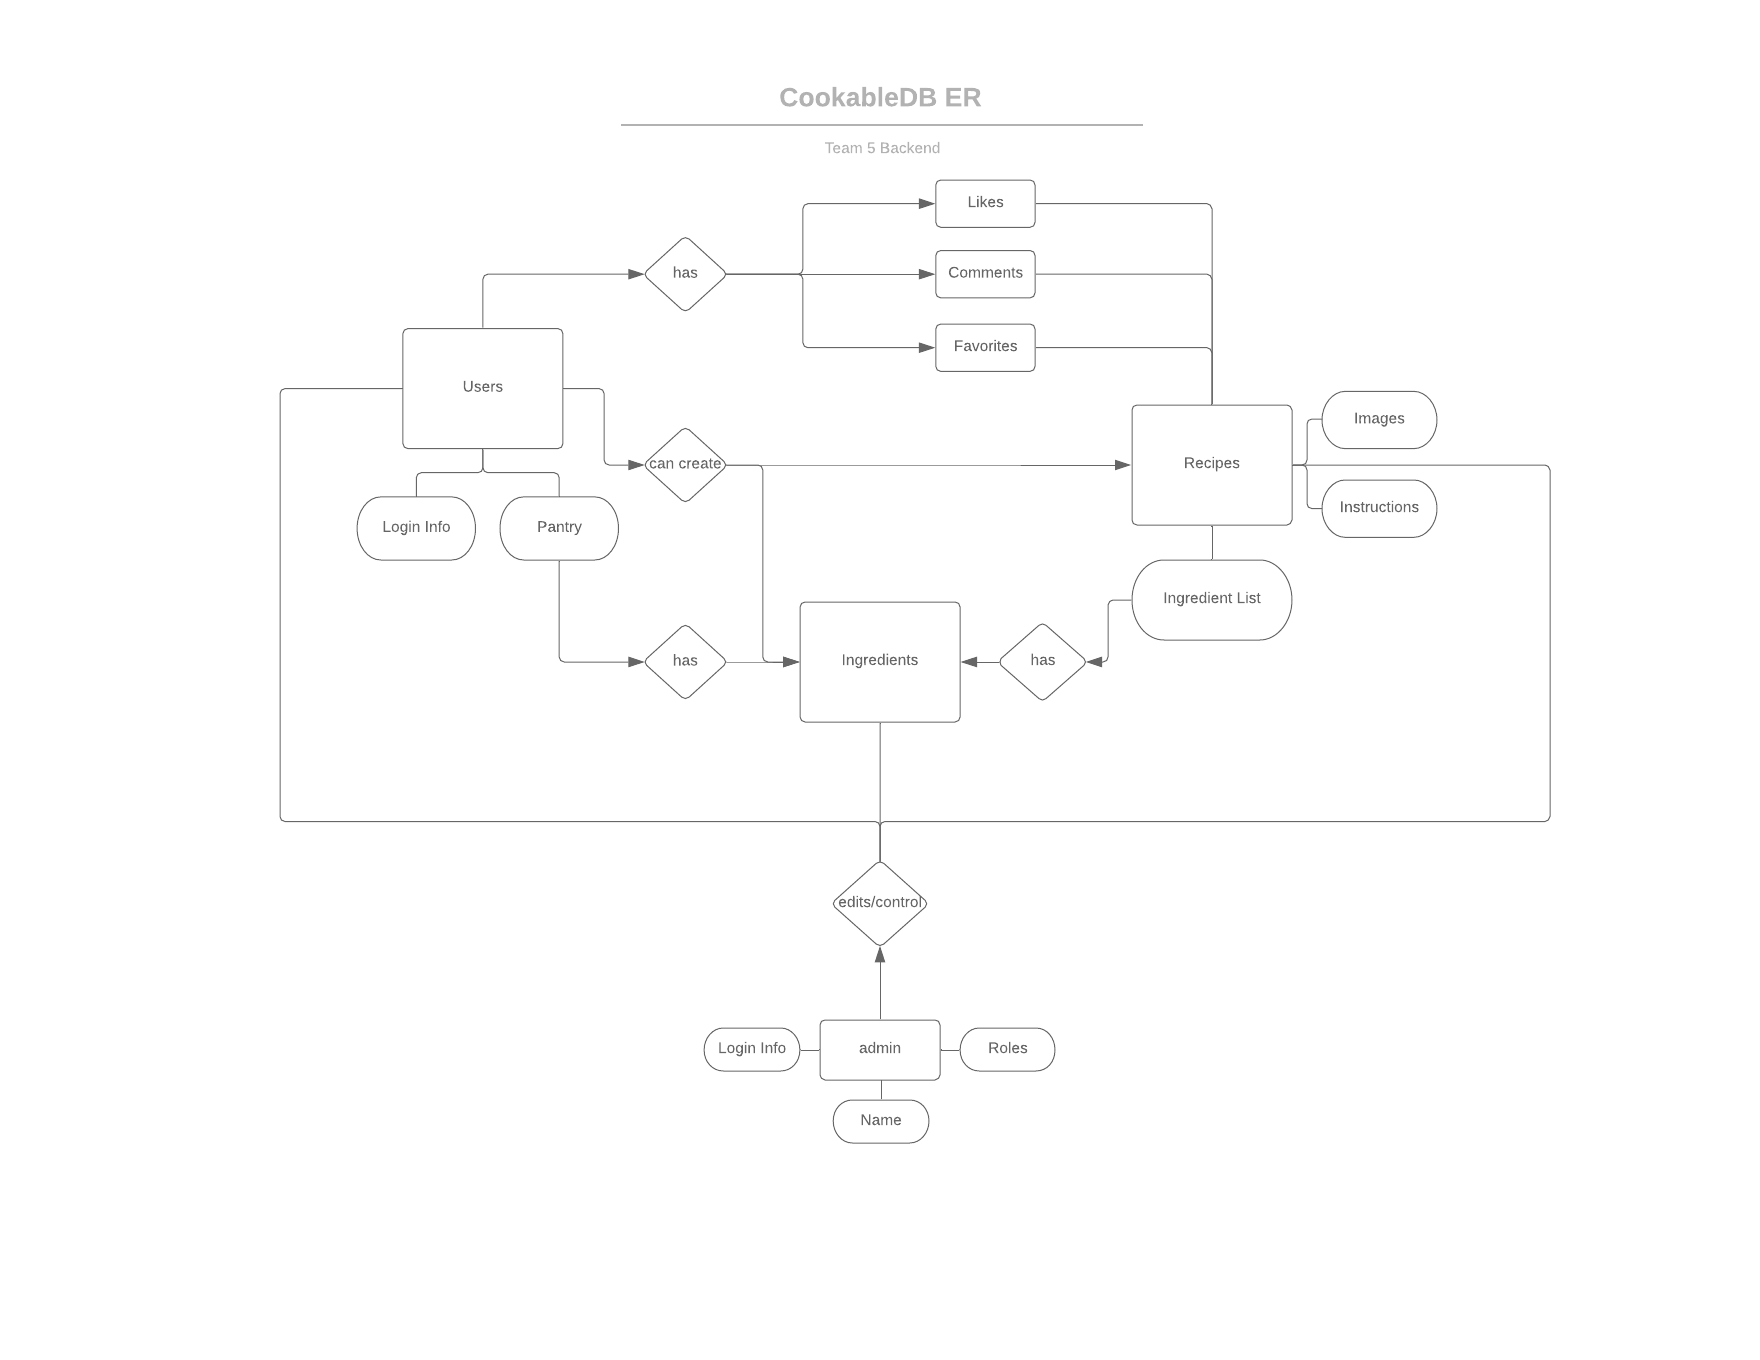 CookableDB ER
Team 5 Backend
Likes
has
Comments
Favorites
Users
Images
can create
Recipes
Instructions
Login Info
Pantry
Ingredient List
has
Ingredients
has
edits/control
Login Info
admin
Roles
Name